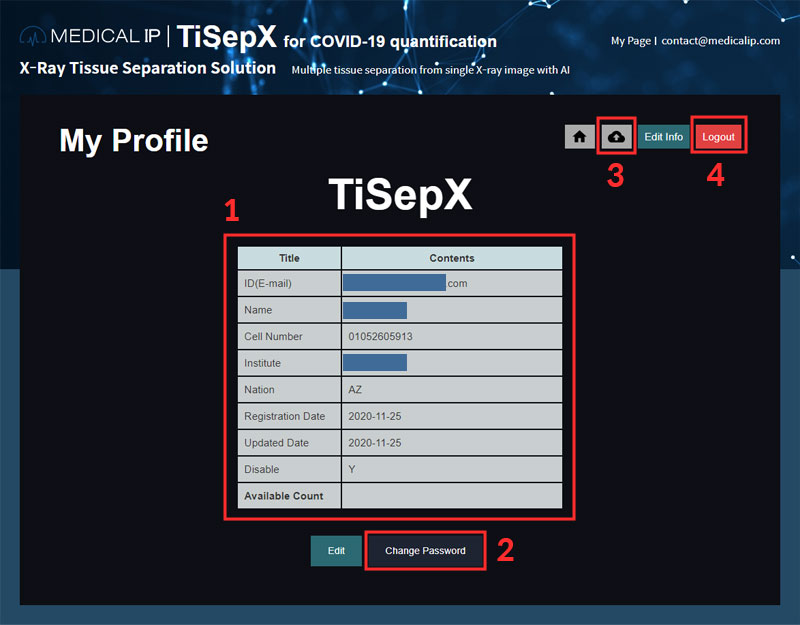 MEDICAL IP | TiSepX for COVID-19 quantification
My Page | contact@medicalip.com
X-Ray Tissue Separation Solution Multiple tissue separation from single X-ray image with AI
My Profile
Edit Info
Logout
3
4
TiSepX
1
Title Contents
ID(E-mail) .com
Name
Cell Number 01052605913
Institute
Nation AZ
Registration Date 2020-11-25
Updated Date 2020-11-25
Disable Y
Available Count
Edit Change Password 2